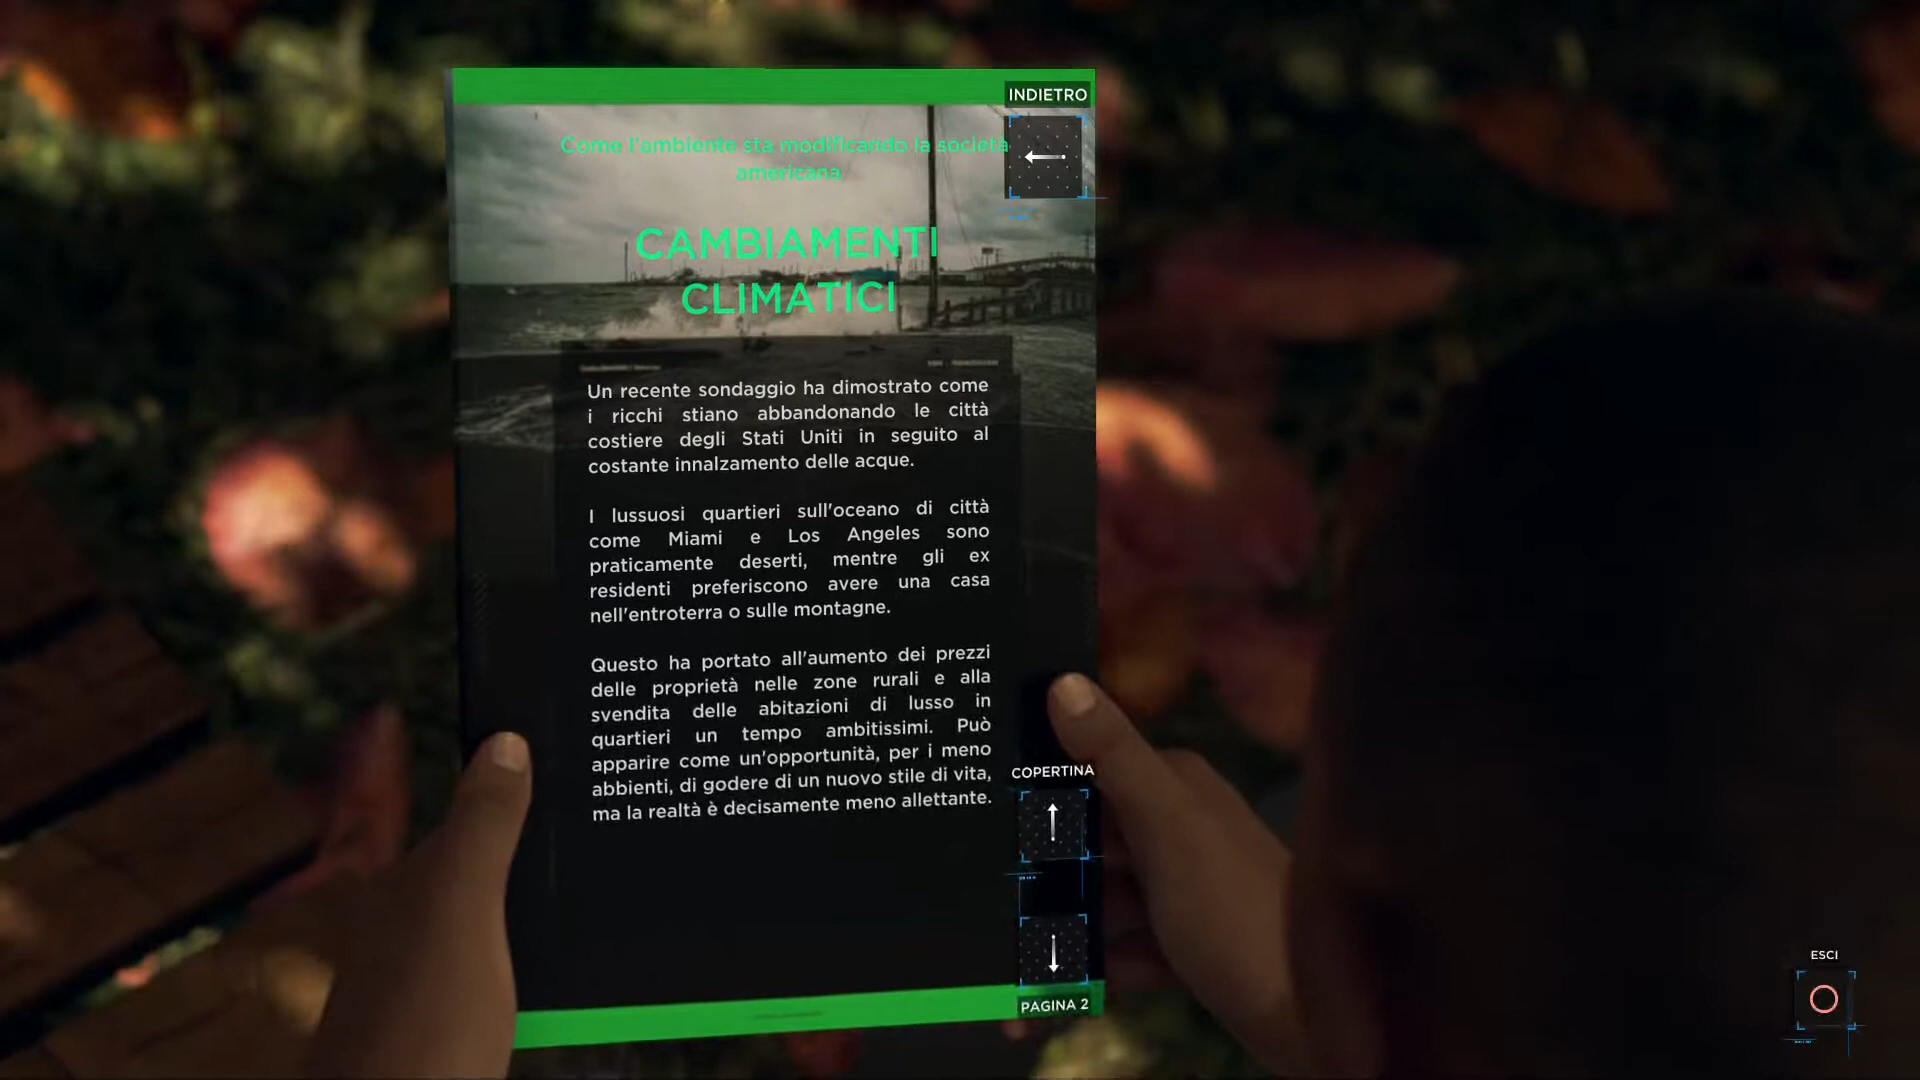 INDIETRO
Come l'ambiente sta modificando la società
americana
CAMBIAMENTI
CLIMATICI
Un recente sondaggio ha dimostrato come
i ricchi stiano abbandonando le città
costiere degli Stati Uniti in seguito al
costante innalzamento delle acque.
I lussuosi quartieri sull'oceano di città
come Miami e Los Angeles sono
praticamente deserti, mentre gli ex
residenti preferiscono avere una casa
nell'entroterra o sulle montagne.
Questo ha portato all'aumento dei prezzi
delle proprietà nelle zone rurali e alla
svendita delle abitazioni di lusso in
quartieri un tempo ambitissimi. Può
apparire come un'opportunità, per i meno
abbienti, di godere di un nuovo stile di vita,
ma la realtà è decisamente meno allettante.
COPERTINA
PAGINA 2
ESCI